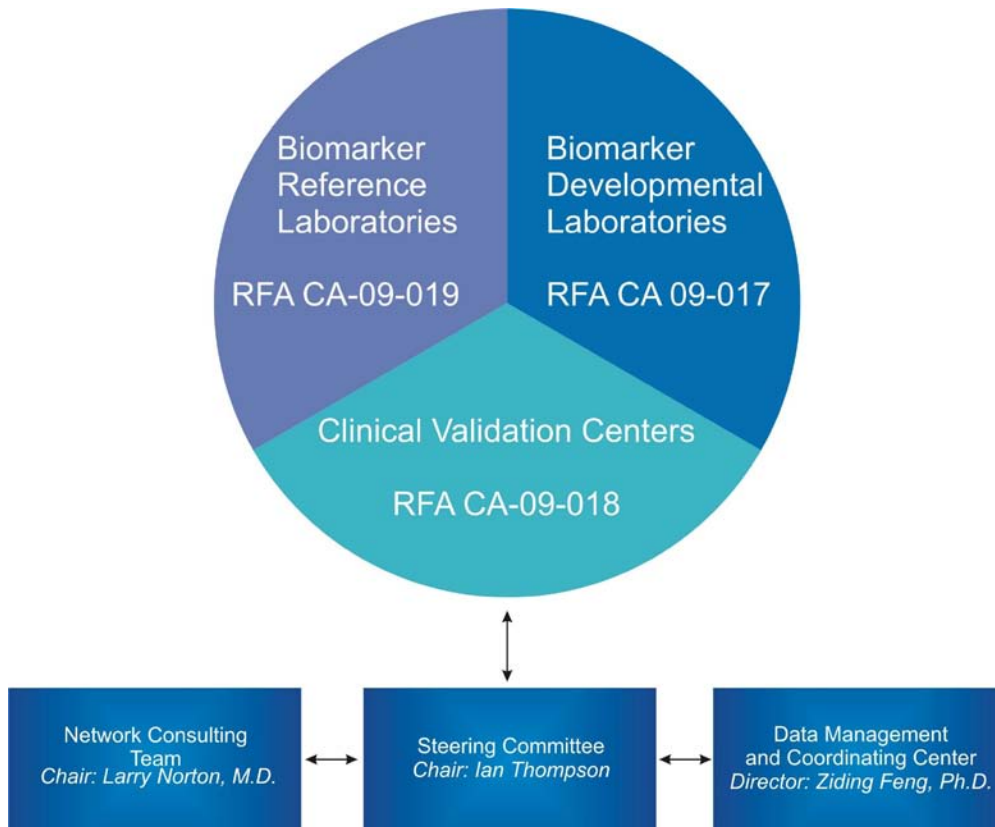 Biomarker
Reference
Laboratories
RFA CA-09-019
Biomarker
Developmental
Laboratories
RFA CA 09-017
Clinical Validation Centers
RFA CA-09-018
Network Consulting
Team
Chair: Larry Norton, M.D.
Steering Committee
Chair: Ian Thompson
Data Management
and Coordinating Center
Director: Ziding Feng, Ph.D.